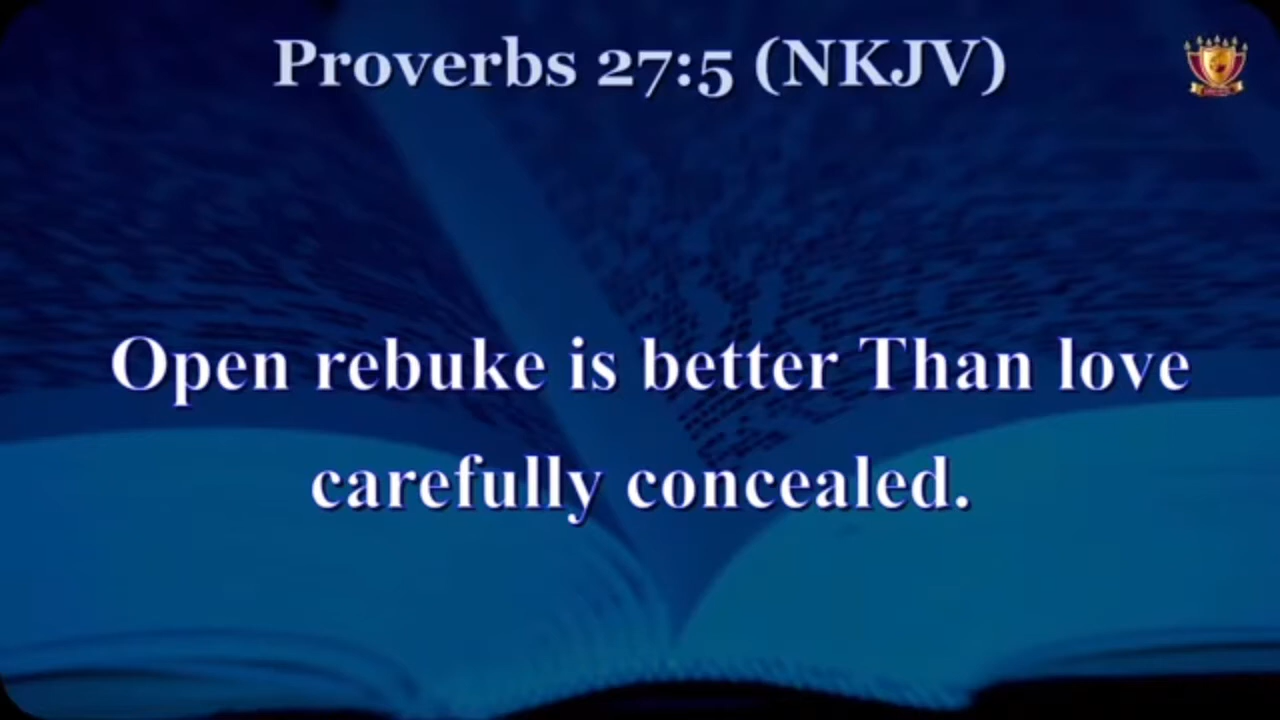 Proverbs 27:5 (NKJV)
Open rebuke is better Than love
carefully concealed.